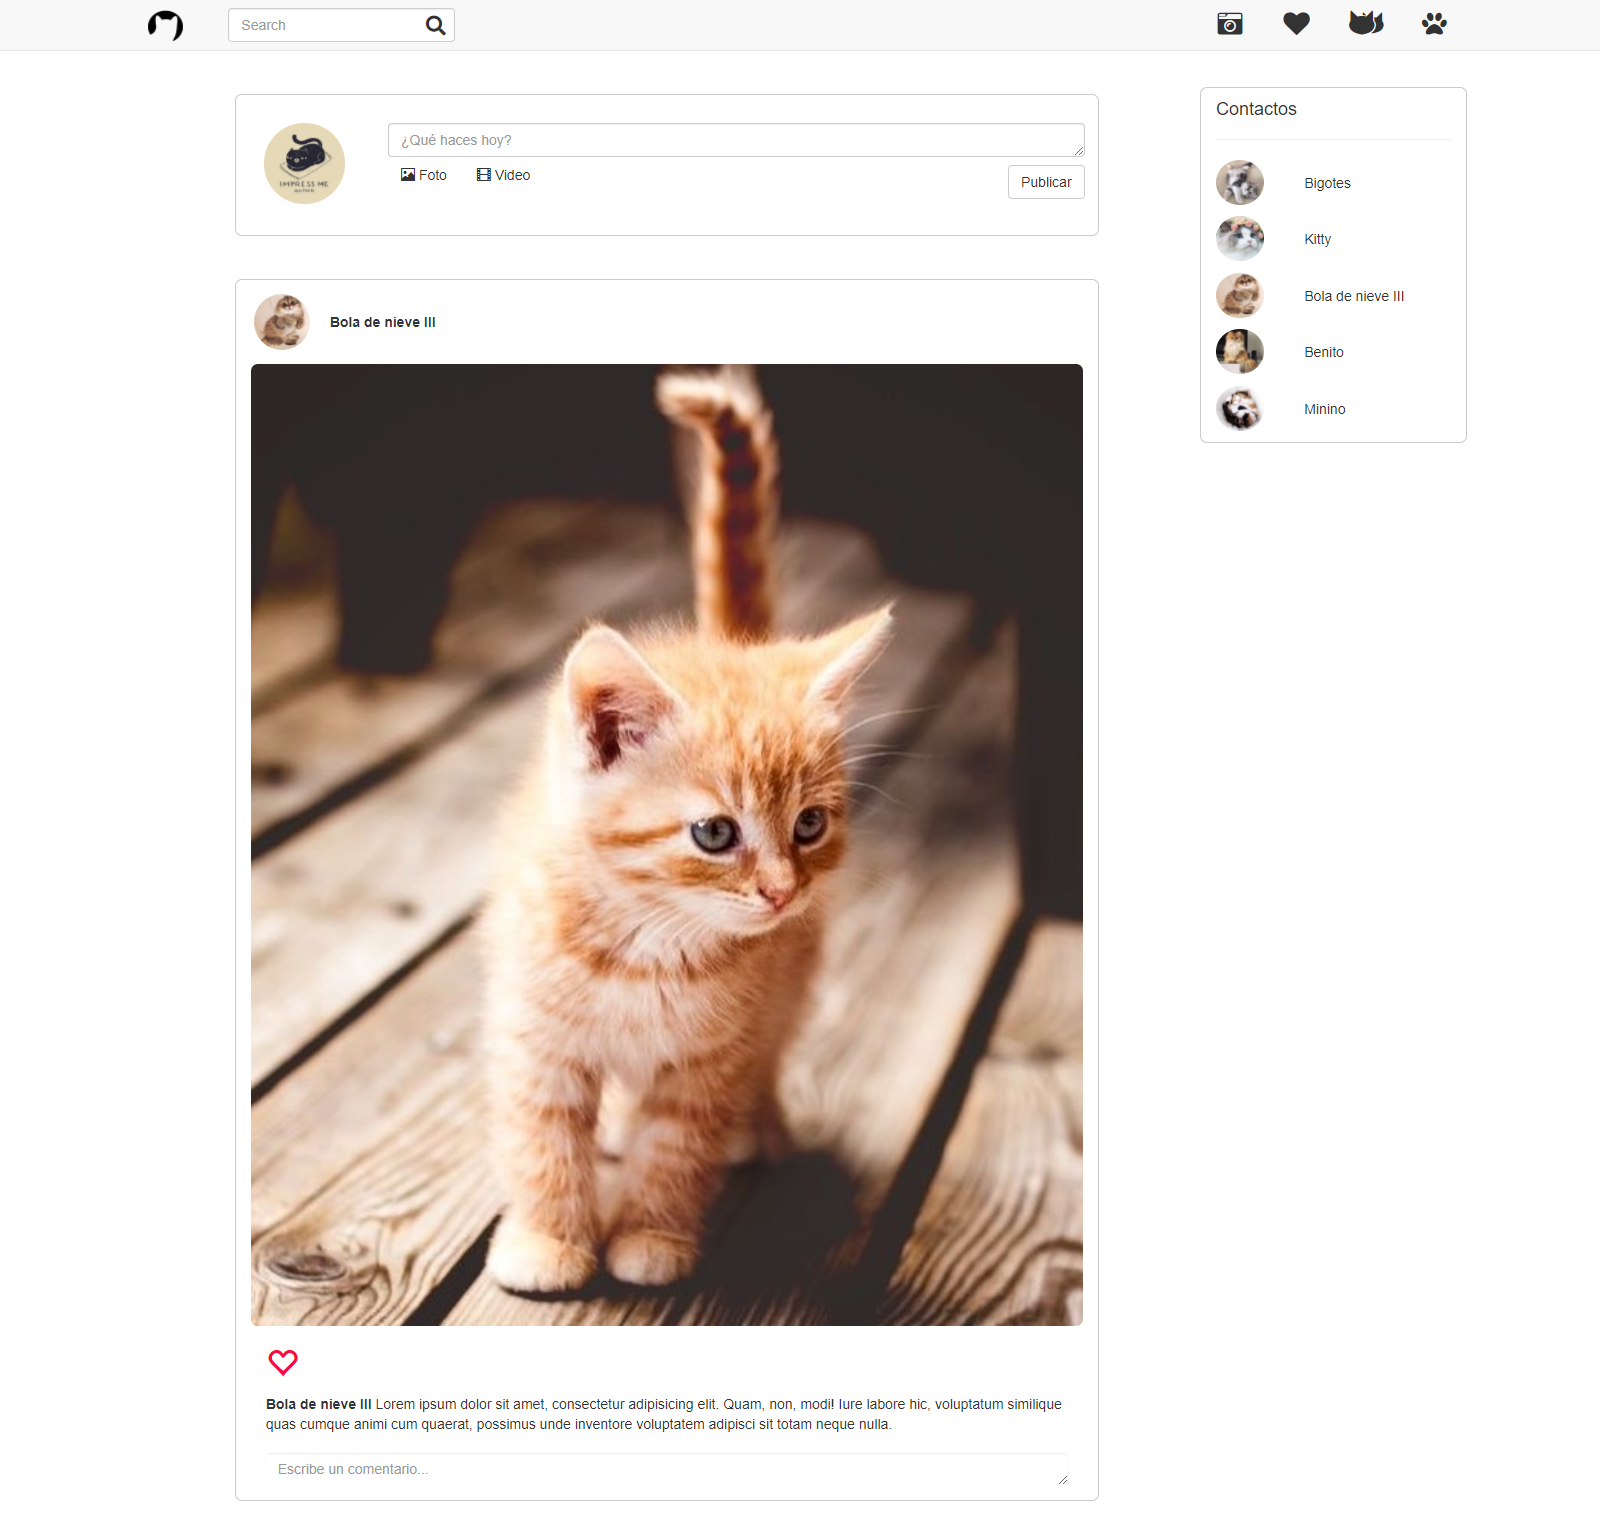 Search
IMPRESS ME
HUMAN
¿Qué haces hoy?
Foto
Video
Publicar
Bola de nieve III
Bola de nieve III Lorem ipsum dolor sit amet, consectetur adipisicing elit. Quam, non, modi! Iure labore hic, voluptatum similique
quas cumque animi cum quaerat, possimus unde inventore voluptatem adipisci sit totam neque nulla.
Escribe un comentario...
Contactos
Bigotes
Kitty
Bola de nieve III
Benito
Minino